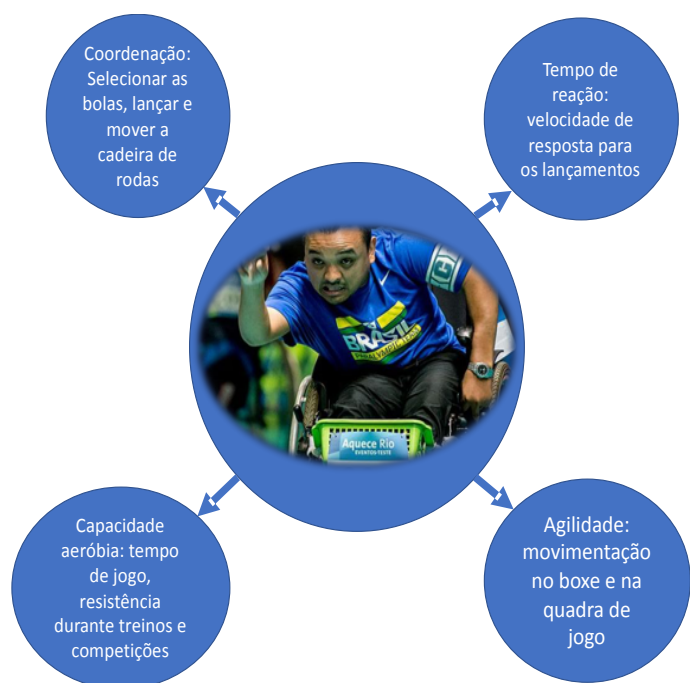 Coordenação:
Selecionar as
bolas, lançar e
mover a
cadeira de
rodas
Tempo de
reação:
velocidade de
resposta para
os lançamentos
BRASIL
PARALYMPIC TEAM
Aquece Rio
EVENTOS-TESTE
Capacidade
aeróbia: tempo
de jogo,
resistência
durante treinos e
competições
Agilidade:
movimentação
no boxe e na
quadra de
jogo